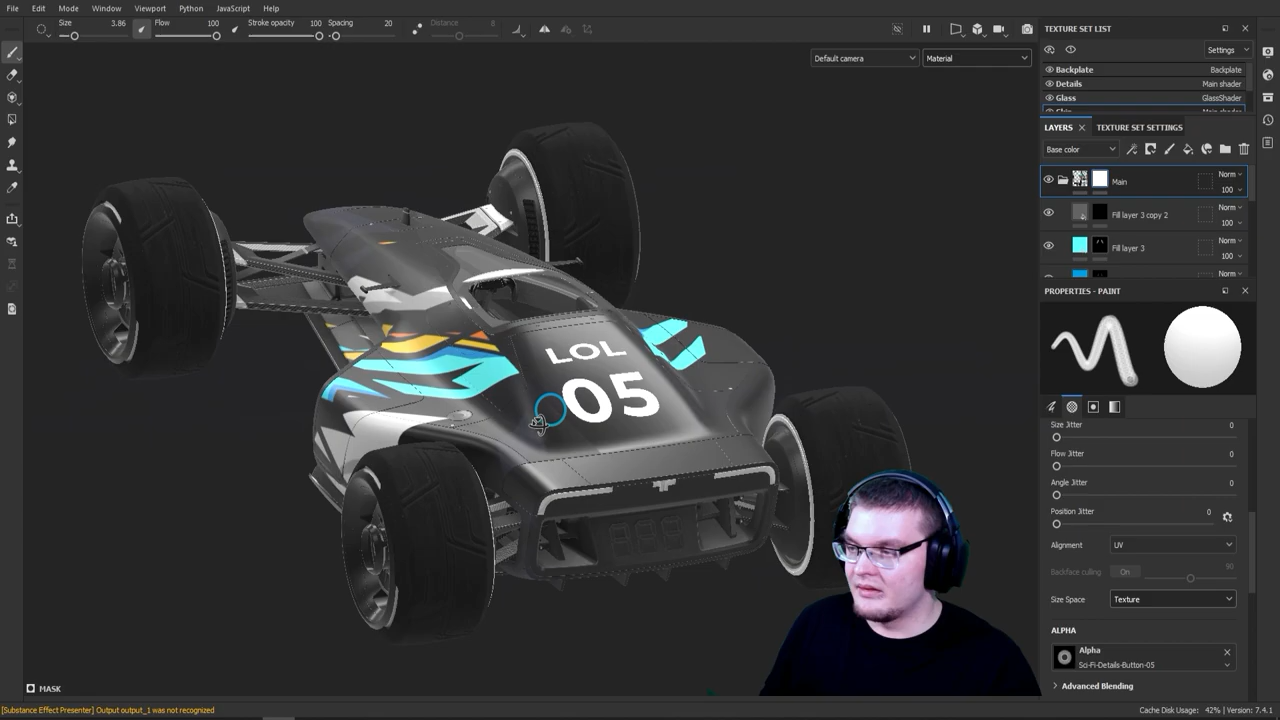 File Edit Mode Window Viewport Python JavaScript Help
Size 3.86 Flow 100 Stroke opacity 100 Spacing 20 Distance 8
Default camera Material
LOL
05
MASK
[Substance Effect Presenter] Output output_1 was not recognized
TEXTURE SET LIST
Settings
Backplate Backplate
Details Main shader
Glass GlassShader
LAYERS TEXTURE SET SETTINGS
Base color
Main Norm 100
Fill layer 3 copy 2 Norm 100
Fill layer 3 Norm 100
Norm
PROPERTIES - PAINT
Size Jitter 0
Flow Jitter 0
Angle Jitter 0
Position Jitter 0
Alignment UV
Backface culling On 90
Size Space Texture
ALPHA
Alpha
Sci-Fi-Details-Button-05
Advanced Blending
Cache Disk Usage: 42% | Version: 7.4.1